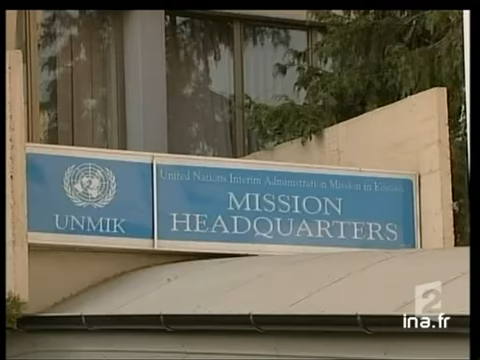 UNMIK
United Nations Interim Administration Mission in Kosovo
MISSION
HEADQUARTERS
2
ina.fr